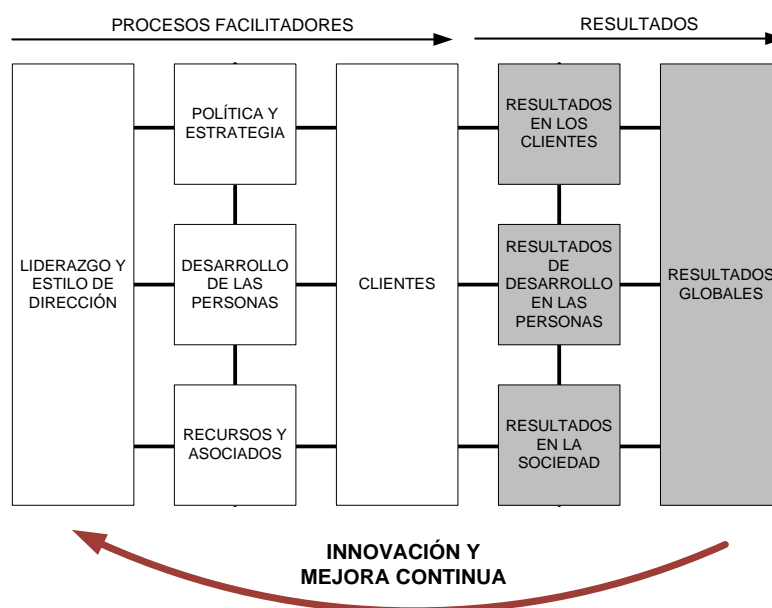 PROCESOS FACILITADORES
RESULTADOS
LIDERAZGO Y
ESTILO DE
DIRECCIÓN
POLÍTICA Y
ESTRATEGIA
DESARROLLO
DE LAS
PERSONAS
RECURSOS Y
ASOCIADOS
CLIENTES
RESULTADOS
EN LOS
CLIENTES
RESULTADOS
DE
DESARROLLO
EN LAS
PERSONAS
RESULTADOS
EN LA
SOCIEDAD
RESULTADOS
GLOBALES
INNOVACIÓN Y
MEJORA CONTINUA